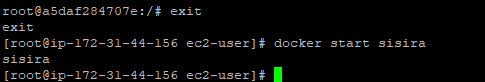 root@a5daf284707e:/# exit
exit
[root@ip-172-31-44-156 ec2-user]# docker start sisira
sisira
[root@ip-172-31-44-156 ec2-user]#